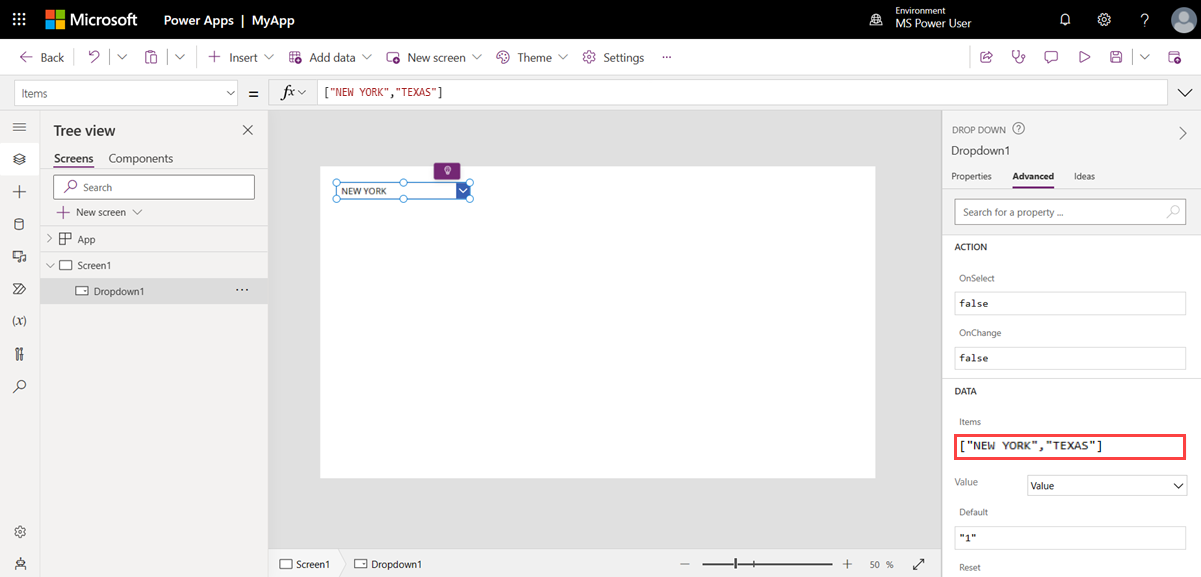 Microsoft Power Apps | MyApp
Environment
MS Power User
Back Insert Add data New screen Theme Settings ...
Items = fx ["NEW YORK","TEXAS"]
Tree view
Screens Components
Search
New screen
App
Screen1
Dropdown1 ...
NEW YORK
DROP DOWN
Dropdown1
Properties Advanced Ideas
Search for a property ...
ACTION
OnSelect
false
OnChange
false
DATA
Items
["NEW YORK","TEXAS"]
Value Value
Default
"1"
Reset
(x)
Screen1 Dropdown1 50 %